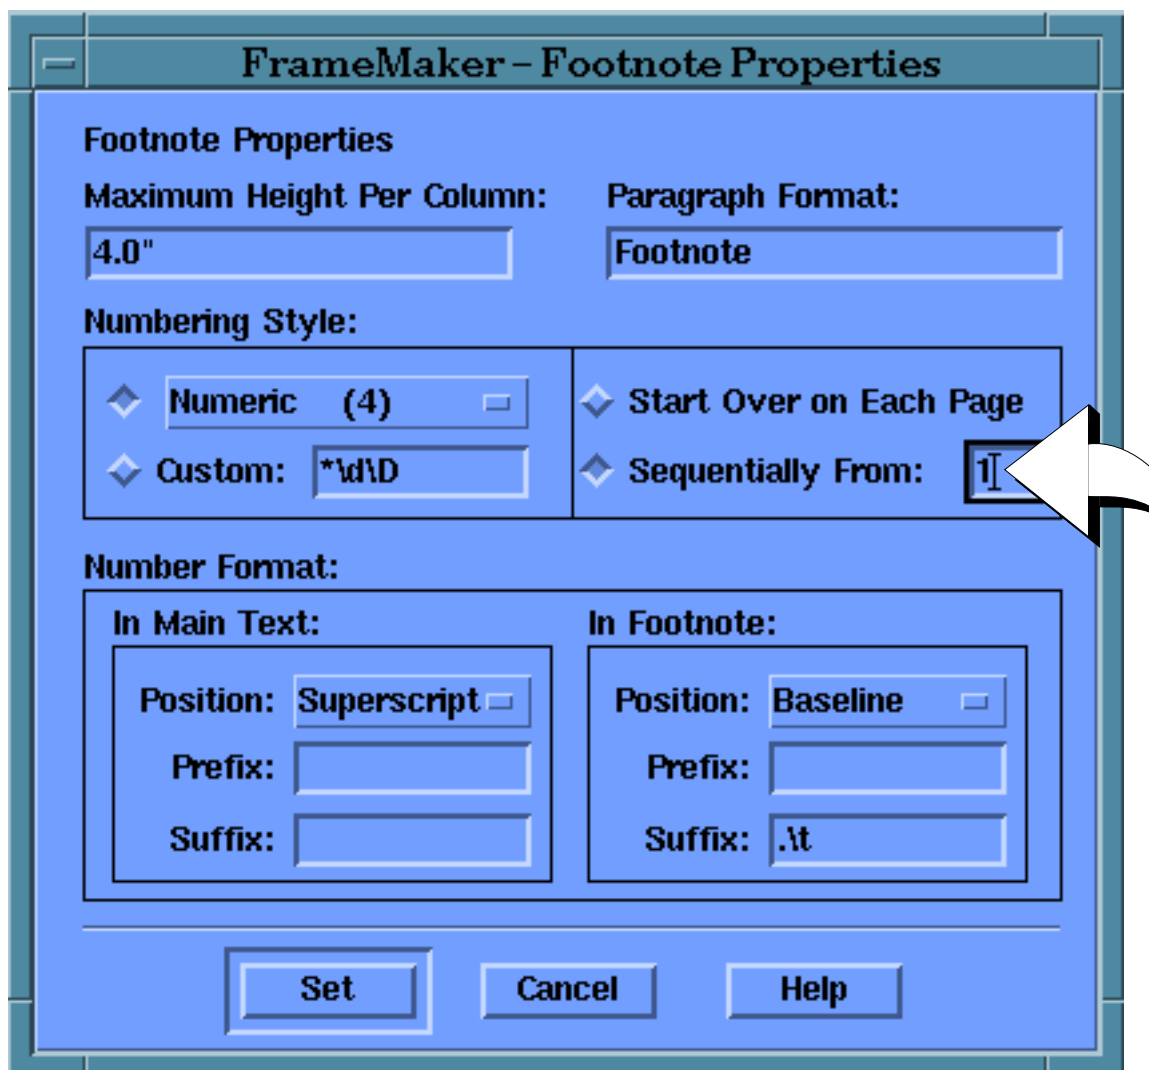 FrameMaker – Footnote Properties
Footnote Properties
Maximum Height Per Column: Paragraph Format:
4.0" Footnote
Numbering Style:
Numeric (4) Start Over on Each Page
Custom: *\d\D Sequentially From: 1
Number Format:
In Main Text: In Footnote:
Position: Superscript Position: Baseline
Prefix: Prefix:
Suffix: Suffix: .\t
Set Cancel Help